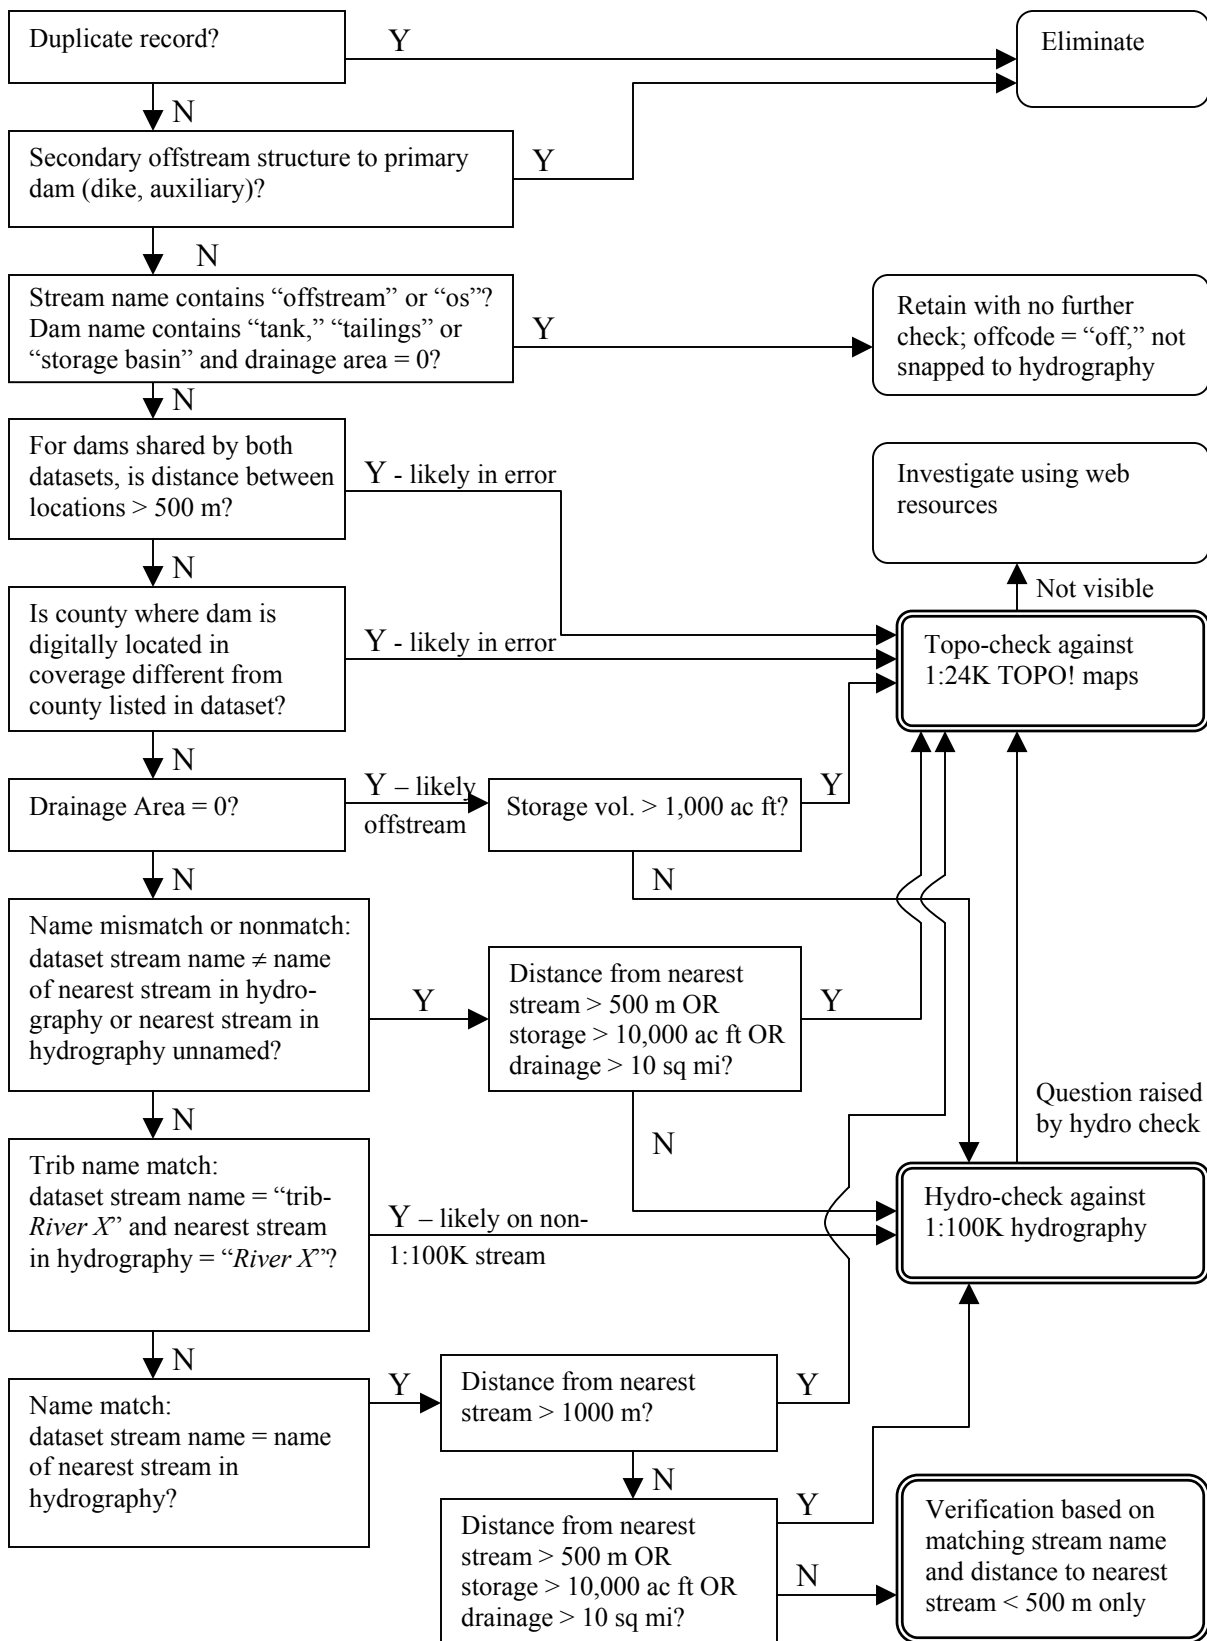 Duplicate record?
Y
Eliminate
N
Secondary offstream structure to primary
dam (dike, auxiliary)?
Y
N
Stream name contains “offstream” or “os”?
Dam name contains “tank,” “tailings” or
“storage basin” and drainage area = 0?
Y
Retain with no further
check; offcode = “off,” not
snapped to hydrography
N
For dams shared by both
datasets, is distance between
locations > 500 m?
Y - likely in error
Investigate using web
resources
N
Not visible
Is county where dam is
digitally located in
coverage different from
county listed in dataset?
Y - likely in error
Topo-check against
1:24K TOPO! maps
N
Drainage Area = 0?
Y – likely
offstream
Storage vol. > 1,000 ac ft?
Y
N
N
Name mismatch or nonmatch:
dataset stream name ≠ name
of nearest stream in hydro-
graphy or nearest stream in
hydrography unnamed?
Y
Distance from nearest
stream > 500 m OR
storage > 10,000 ac ft OR
drainage > 10 sq mi?
Y
N
N
Question raised
by hydro check
Trib name match:
dataset stream name = “trib-
River X” and nearest stream
in hydrography = “River X”?
Y – likely on non-
1:100K stream
Hydro-check against
1:100K hydrography
N
Name match:
dataset stream name = name
of nearest stream in
hydrography?
Y
Distance from nearest
stream > 1000 m?
Y
N
Distance from nearest
stream > 500 m OR
storage > 10,000 ac ft OR
drainage > 10 sq mi?
Y
N
Verification based on
matching stream name
and distance to nearest
stream < 500 m only